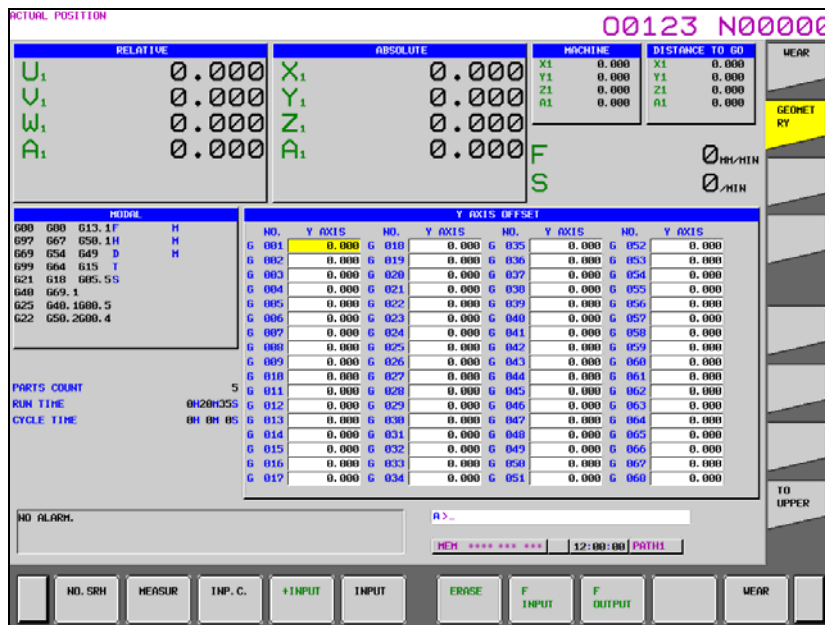 ACTUAL POSITION
O0123 N00000
RELATIVE
U1 0.000
V1 0.000
W1 0.000
A1 0.000
ABSOLUTE
X1 0.000
Y1 0.000
Z1 0.000
A1 0.000
MACHINE
X1 0.000
Y1 0.000
Z1 0.000
A1 0.000
DISTANCE TO GO
X1 0.000
Y1 0.000
Z1 0.000
A1 0.000
F 0 MM/MIN
S 0 /MIN
WEAR
GEOMET
RY
MODAL
G00 G80 G13.1 F M
G97 G67 G50.1 H M
G69 G54 G49 D M
G99 G64 G15 T
G21 G18 G05.5 S
G40 G69.1
G25 G40.1 G80.5
G22 G50.2 G80.4
PARTS COUNT 5
RUN TIME 0H20M35S
CYCLE TIME 0H 0M 0S
Y AXIS OFFSET
NO. Y AXIS NO. Y AXIS NO. Y AXIS NO. Y AXIS
G 001 0.000 G 018 0.000 G 035 0.000 G 052 0.000
G 002 0.000 G 019 0.000 G 036 0.000 G 053 0.000
G 003 0.000 G 020 0.000 G 037 0.000 G 054 0.000
G 004 0.000 G 021 0.000 G 038 0.000 G 055 0.000
G 005 0.000 G 022 0.000 G 039 0.000 G 056 0.000
G 006 0.000 G 023 0.000 G 040 0.000 G 057 0.000
G 007 0.000 G 024 0.000 G 041 0.000 G 058 0.000
G 008 0.000 G 025 0.000 G 042 0.000 G 059 0.000
G 009 0.000 G 026 0.000 G 043 0.000 G 060 0.000
G 010 0.000 G 027 0.000 G 044 0.000 G 061 0.000
G 011 0.000 G 028 0.000 G 045 0.000 G 062 0.000
G 012 0.000 G 029 0.000 G 046 0.000 G 063 0.000
G 013 0.000 G 030 0.000 G 047 0.000 G 064 0.000
G 014 0.000 G 031 0.000 G 048 0.000 G 065 0.000
G 015 0.000 G 032 0.000 G 049 0.000 G 066 0.000
G 016 0.000 G 033 0.000 G 050 0.000 G 067 0.000
G 017 0.000 G 034 0.000 G 051 0.000 G 068 0.000
TO
UPPER
NO ALARM.
A>_
MEM **** *** *** 12:00:00 PATH1
NO. SRH MEASUR INP. C. +INPUT INPUT ERASE F INPUT F OUTPUT WEAR